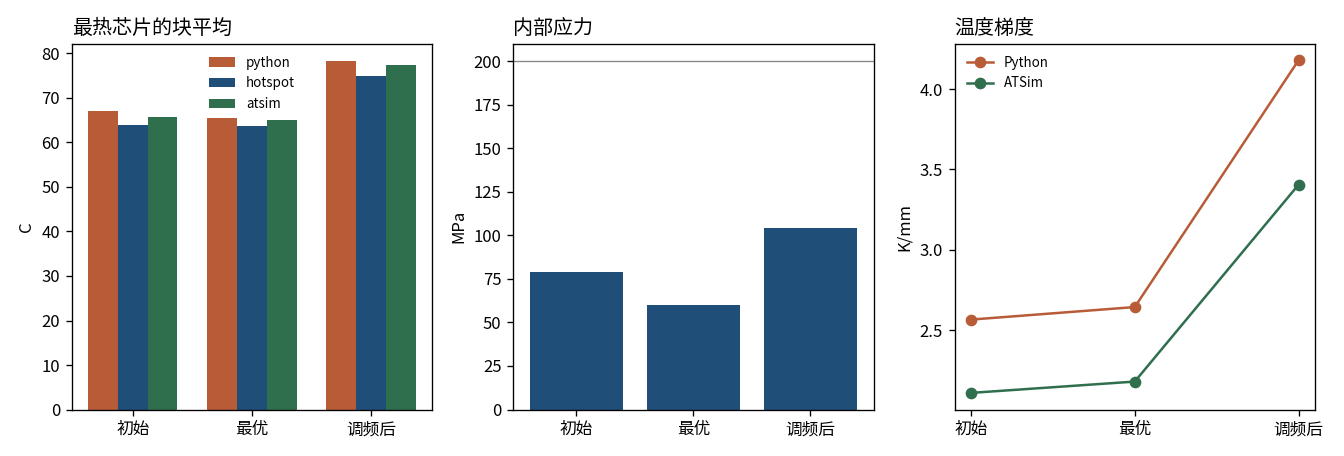 最热芯片的块平均
80
70
60
50
40
30
20
10
0
C
python
hotspot
atsim
初始
最优
调频后
内部应力
200
175
150
125
100
75
50
25
0
MPa
初始
最优
调频后
温度梯度
4.0
3.5
3.0
2.5
K/mm
Python
ATSim
初始
最优
调频后